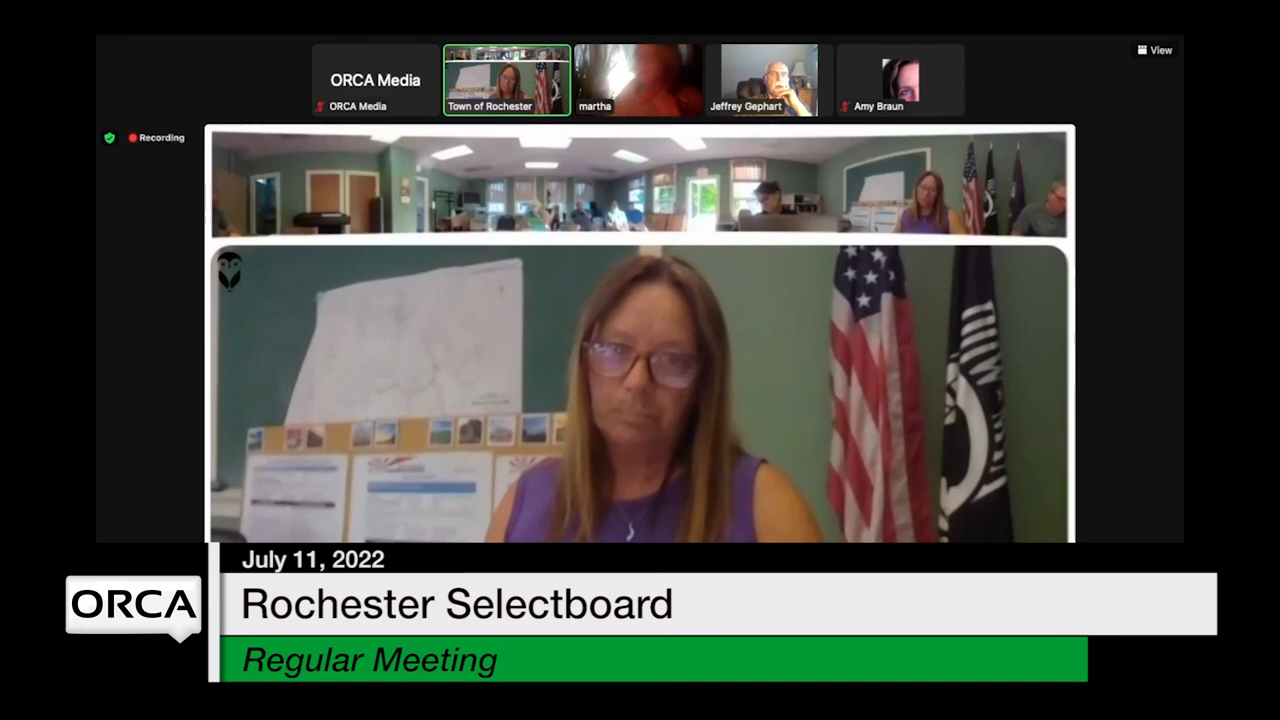 View
ORCA Media
ORCA Media
Town of Rochester
martha
Jeffrey Gephart
Amy Braun
Recording
July 11, 2022
ORCA
Rochester Selectboard
Regular Meeting